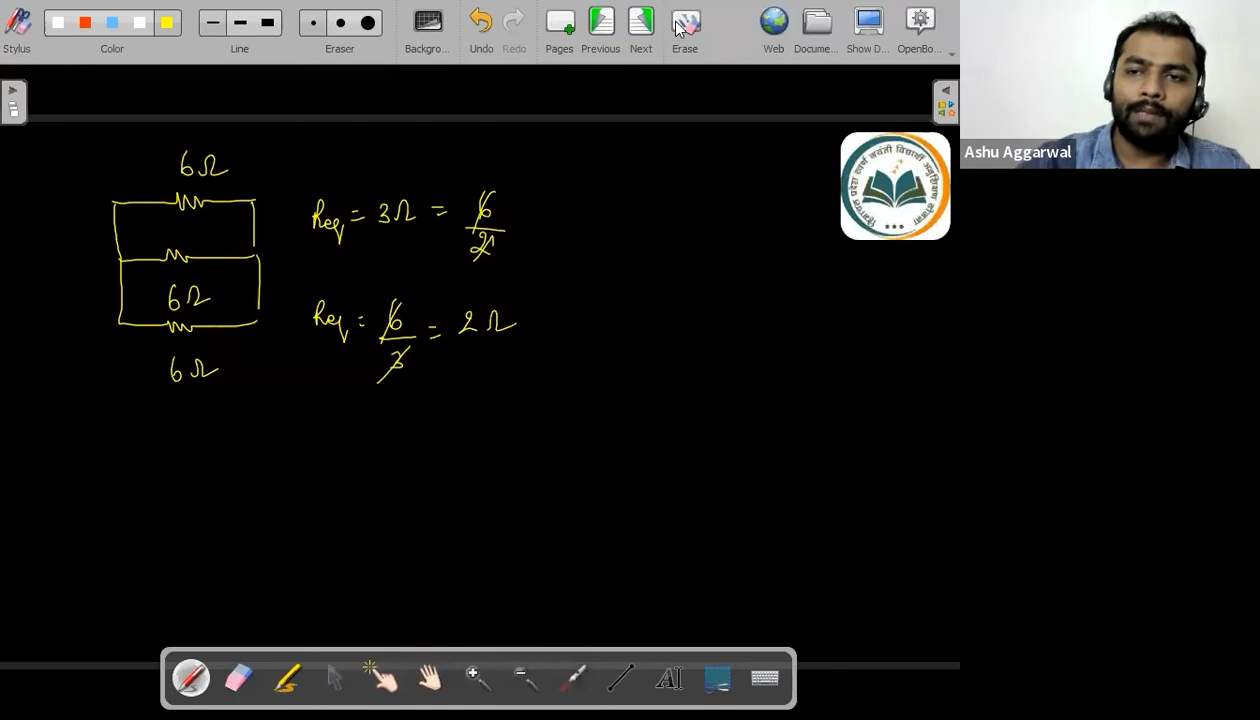 Stylus
Color
Line
Eraser
Backgro...
Undo
Redo
Pages
Previous
Next
Erase
Web
Docume...
Show D...
OpenBo...
Ashu Aggarwal
6Ω
Req = 3Ω = 6/2
6Ω
Req = 6/3 = 2Ω
6Ω
AI